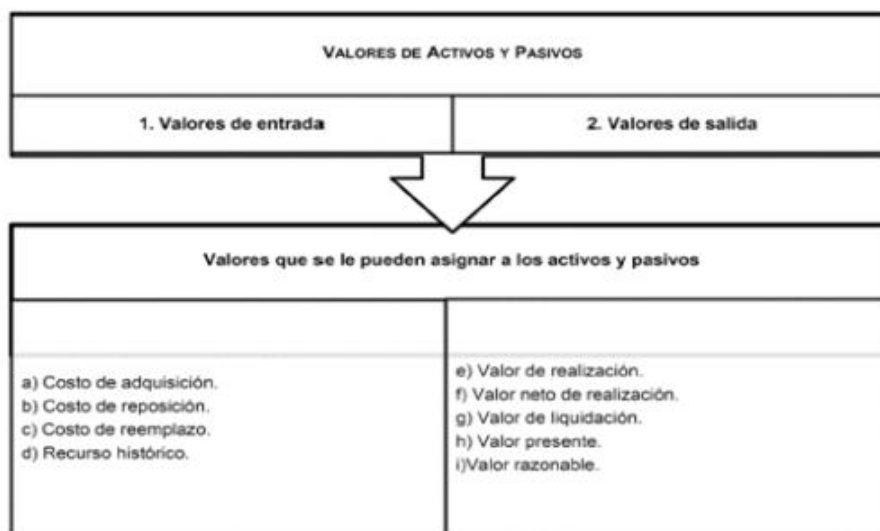 VALORES DE ACTIVOS Y PASIVOS
1. Valores de entrada
2. Valores de salida
Valores que se le pueden asignar a los activos y pasivos
a) Costo de adquisición.
b) Costo de reposición.
c) Costo de reemplazo.
d) Recurso histórico.
e) Valor de realización.
f) Valor neto de realización.
g) Valor de liquidación.
h) Valor presente.
i)Valor razonable.